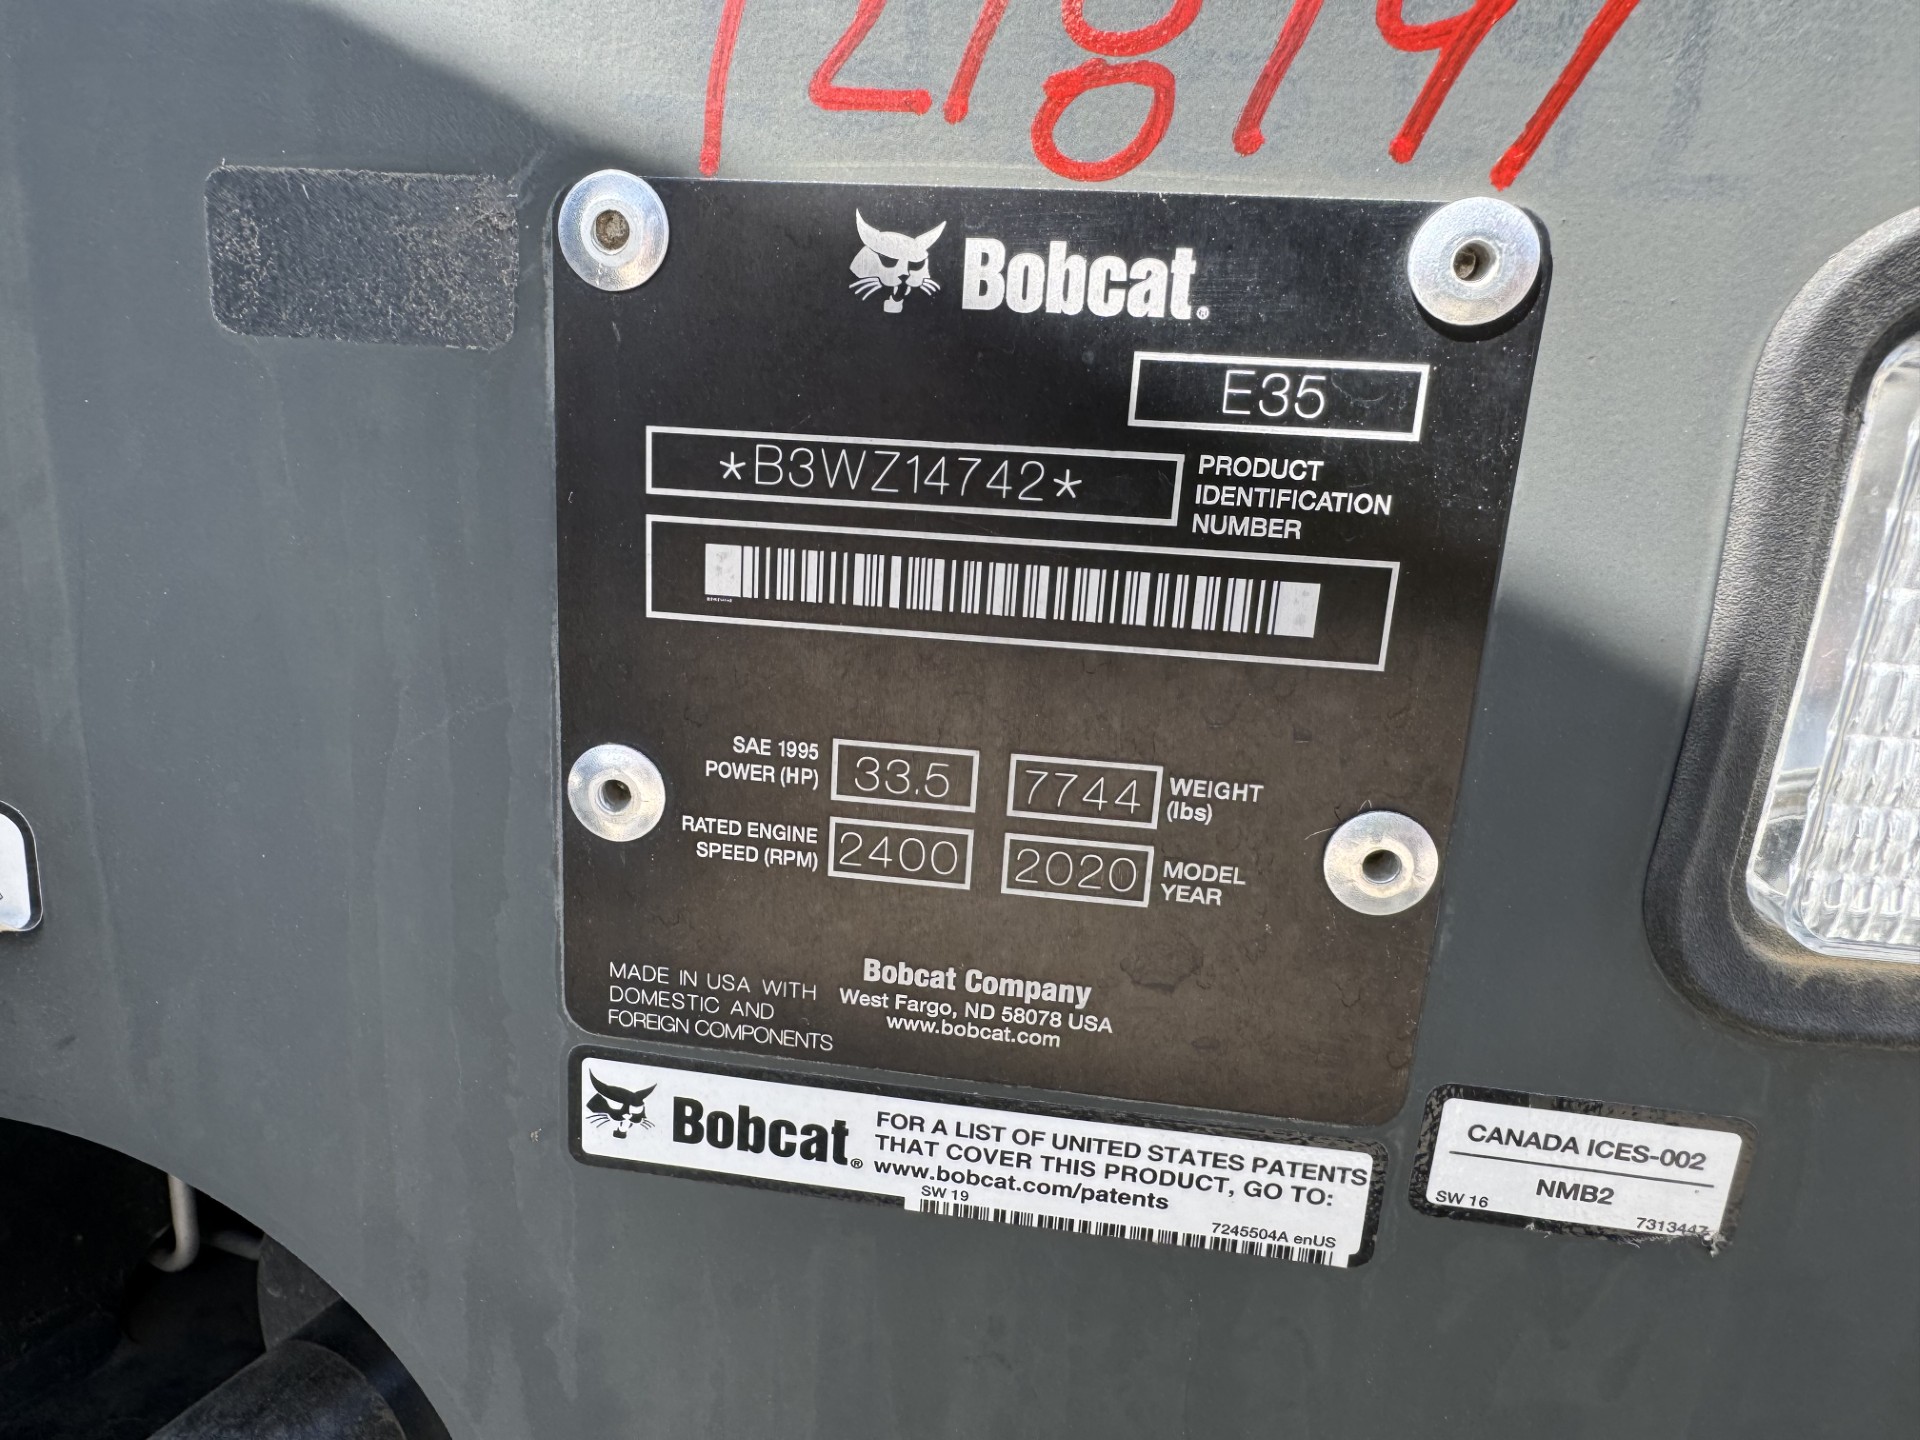 Bobcat®
E35
*B3WZ14742*
PRODUCT
IDENTIFICATION
NUMBER
SAE 1995
POWER (HP)
33.5
7744
WEIGHT
(lbs)
RATED ENGINE
SPEED (RPM)
2400
2020
MODEL
YEAR
MADE IN USA WITH
DOMESTIC AND
FOREIGN COMPONENTS
Bobcat Company
West Fargo, ND 58078 USA
www.bobcat.com
Bobcat®
FOR A LIST OF UNITED STATES PATENTS
THAT COVER THIS PRODUCT, GO TO:
www.bobcat.com/patents
SW 19
7245504A enUS
CANADA ICES-002
NMB2
SW 16
7313447